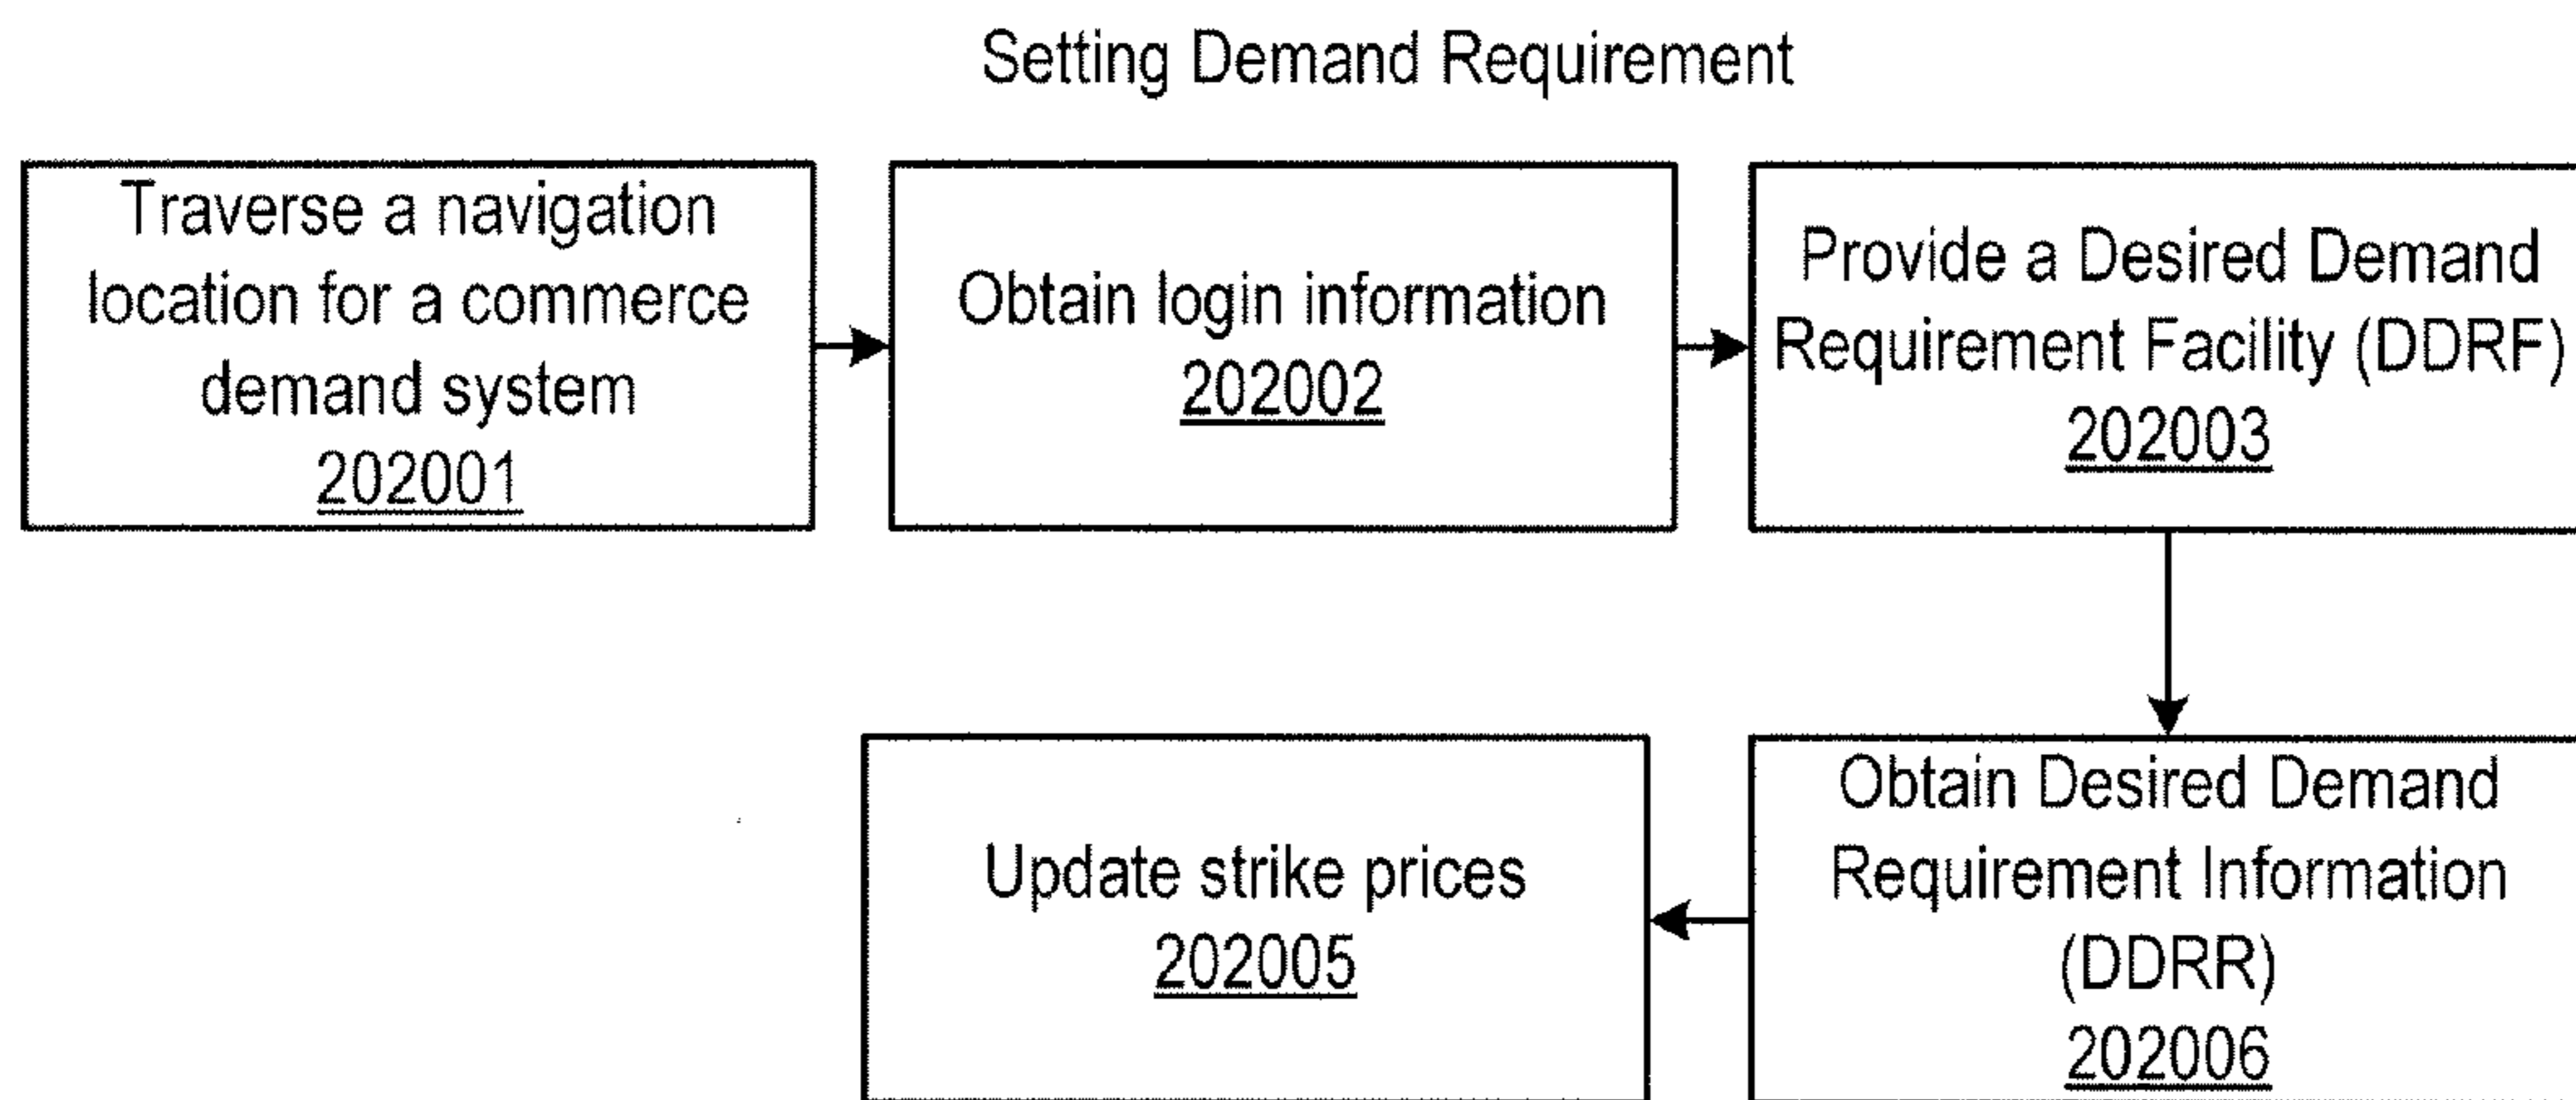 Setting Demand Requirement
Traverse a navigation
location for a commerce
demand system
202001
Obtain login information
202002
Provide a Desired Demand
Requirement Facility (DDRF)
202003
Obtain Desired Demand
Requirement Information
(DDRR)
202006
Update strike prices
202005